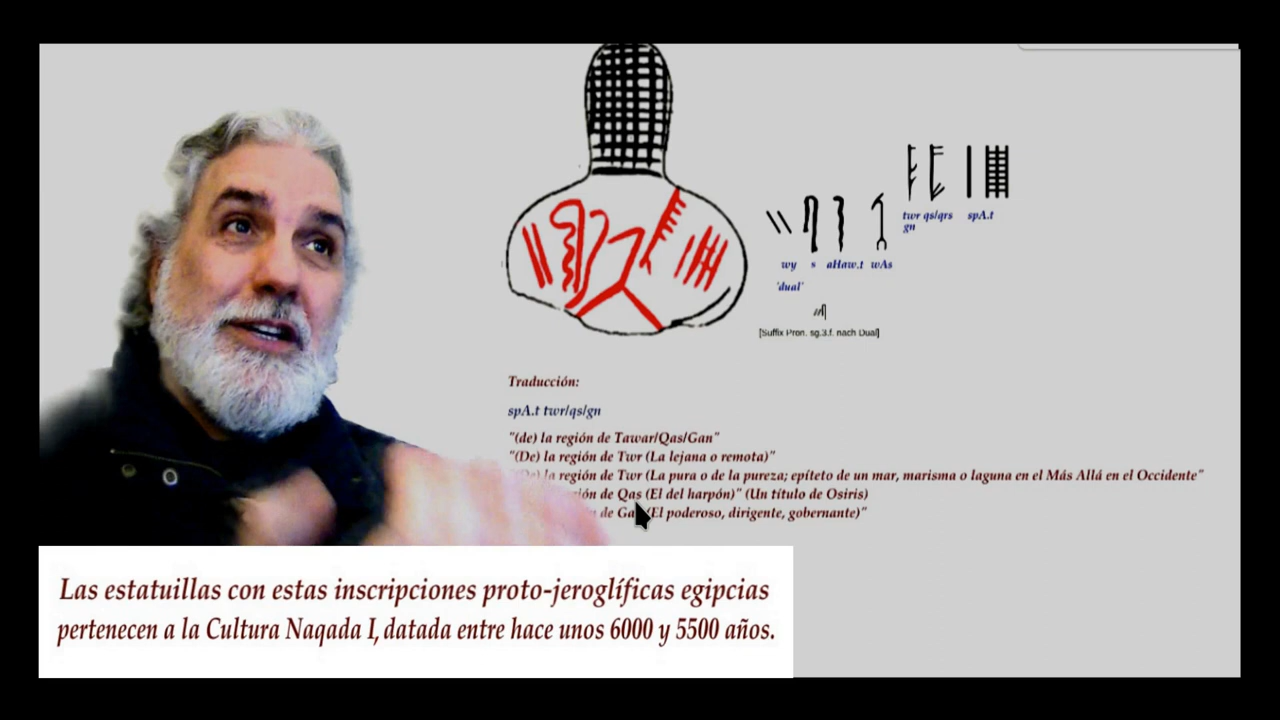 twr qs/qrs spA.t
gn
wy s aHaw.t wAs
'dual'
[Suffix Pron. sg.3.f. nach Dual]
Traducción:
spA.t twr/qs/gn
"(de) la región de Tawar/Qas/Gan"
"(De) la región de Twr (La lejana o remota)"
la región de Twr (La pura o de la pureza; epíteto de un mar, marisma o laguna en el Más Allá en el Occidente"
de Qas (El del harpón)" (Un título de Osiris)
de (El poderoso, dirigente, gobernante)"
Las estatuillas con estas inscripciones proto-jeroglíficas egipcias
pertenecen a la Cultura Naqada I, datada entre hace unos 6000 y 5500 años.